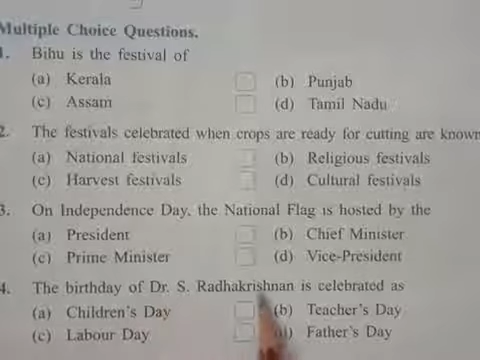 Multiple Choice Questions.
1. Bihu is the festival of
(a) Kerala (b) Punjab
(c) Assam (d) Tamil Nadu
2. The festivals celebrated when crops are ready for cutting are known
(a) National festivals (b) Religious festivals
(c) Harvest festivals (d) Cultural festivals
3. On Independence Day, the National Flag is hosted by the
(a) President (b) Chief Minister
(c) Prime Minister (d) Vice-President
4. The birthday of Dr. S. Radhakrishnan is celebrated as
(a) Children's Day (b) Teacher's Day
(c) Labour Day (d) Father's Day